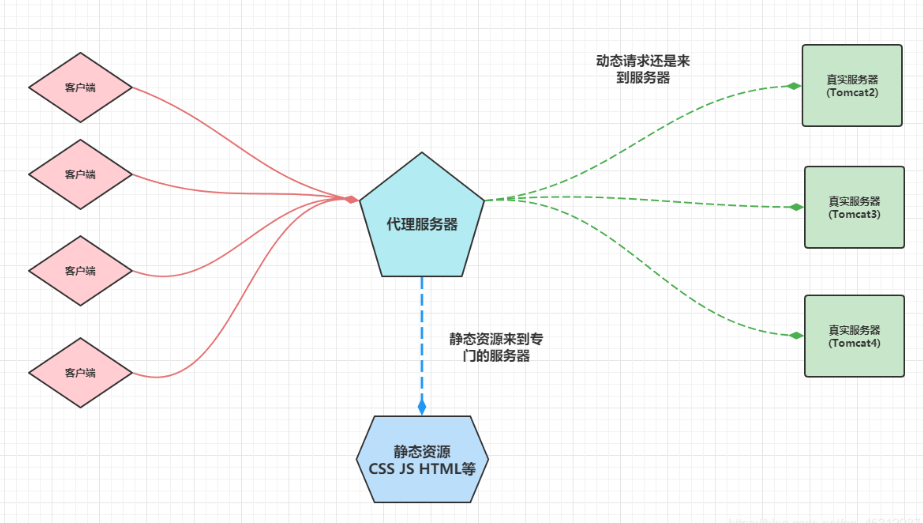 客户端
客户端
客户端
客户端
代理服务器
动态请求还是来
到服务器
真实服务器
(Tomcat2)
真实服务器
(Tomcat3)
真实服务器
(Tomcat4)
静态资源来到专
门的服务器
静态资源
CSS JS HTML等